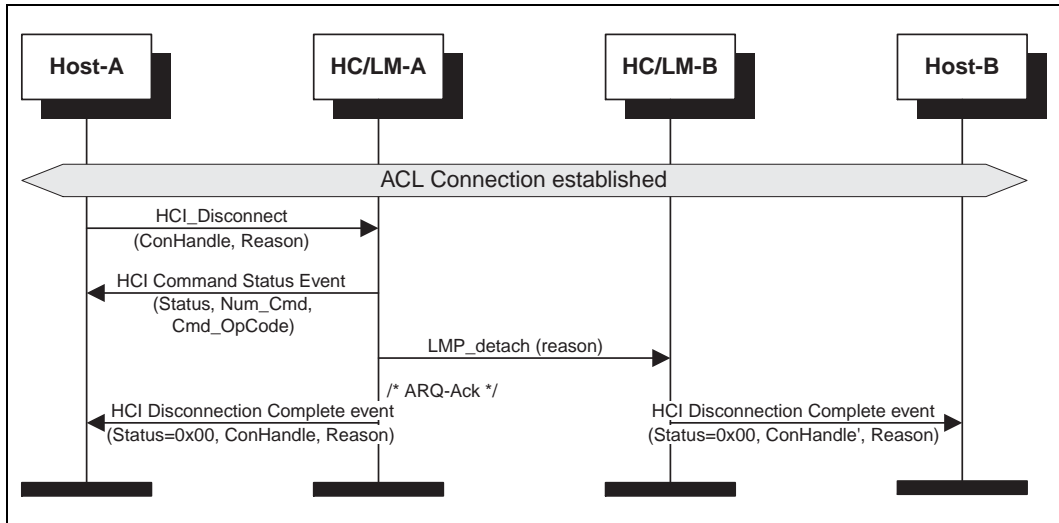 Host-A
HC/LM-A
HC/LM-B
Host-B
ACL Connection established
HCI_Disconnect
(ConHandle, Reason)
HCI Command Status Event
(Status, Num_Cmd,
Cmd_OpCode)
LMP_detach (reason)
/* ARQ-Ack */
HCI Disconnection Complete event
(Status=0x00, ConHandle, Reason)
HCI Disconnection Complete event
(Status=0x00, ConHandle', Reason)